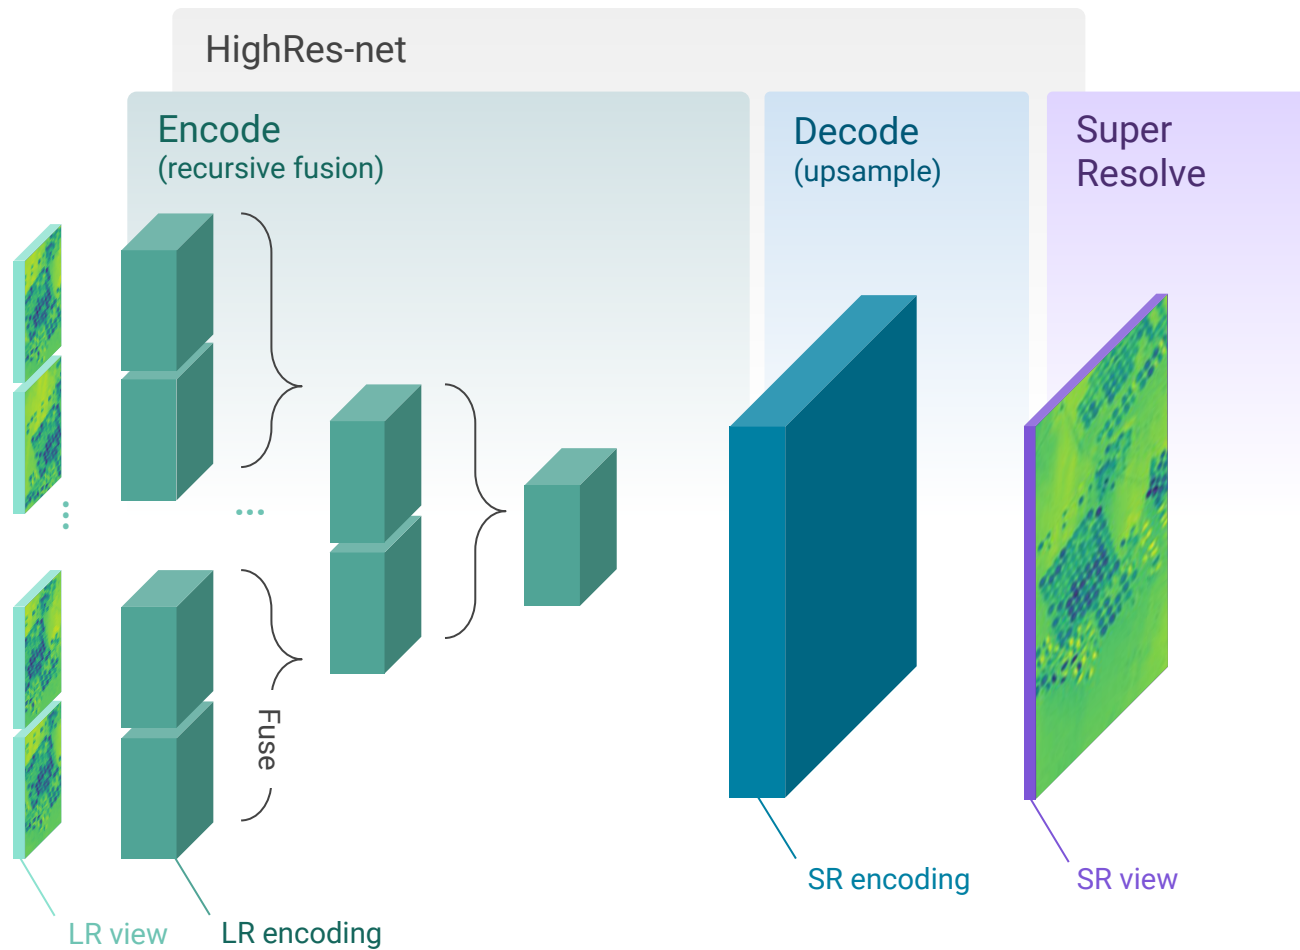 HighRes-net
Encode
(recursive fusion)
Decode
(upsample)
Super
Resolve
Fuse
SR encoding
SR view
LR view
LR encoding